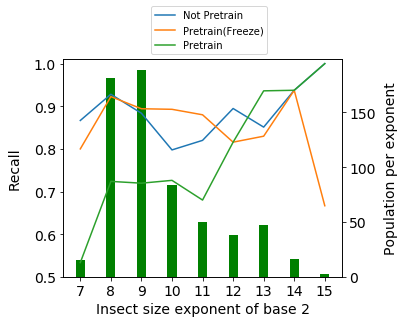 Not Pretrain
Pretrain(Freeze)
Pretrain
1.0
0.9
0.8
0.7
0.6
0.5
Recall
150
100
50
0
Population per exponent
7 8 9 10 11 12 13 14 15
Insect size exponent of base 2